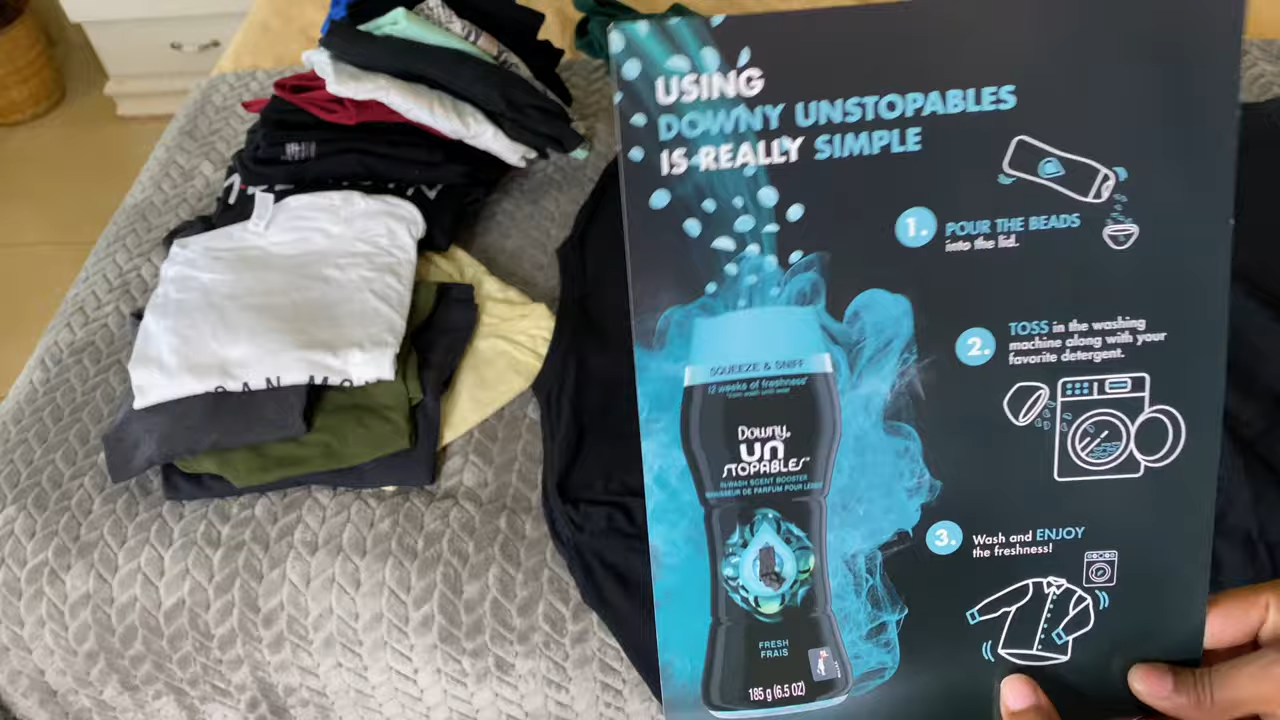 USING
DOWNY UNSTOPABLES
IS REALLY SIMPLE
1.
POUR THE BEADS
into the lid.
2.
TOSS in the washing
machine along with your
favorite detergent.
3.
Wash and ENJOY
the freshness!
SQUEEZE & SNIFF
12 weeks of freshness*
Downy
UN
STOPABLES™
IN-WASH SCENT BOOSTER
FRESH
FRAIS
185 g (6.5 OZ)